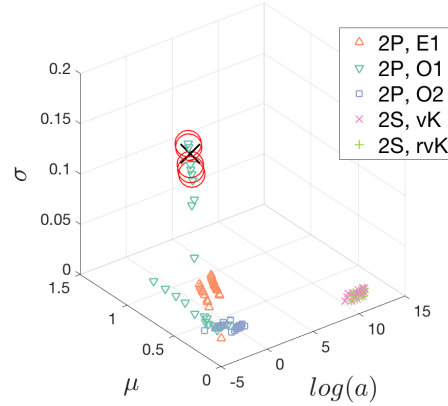 0.2
2P, E1
2P, O1
0.15
2P, O2
2S, vK
0.1
2S, rvK
σ
0.05
0
1.5
1
15
0.5
10
5
0
0
-5
μ
log(a)